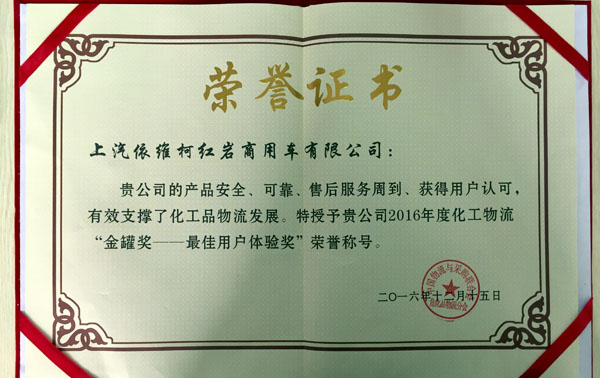 荣誉证书
上汽依维柯红岩商用车有限公司：
贵公司的产品安全、可靠、售后服务周到、获得用户认可，
有效支撑了化工品物流发展。特授予贵公司2016年度化工物流
“金罐奖——最佳用户体验奖”荣誉称号。
二〇一六年十二月十五日